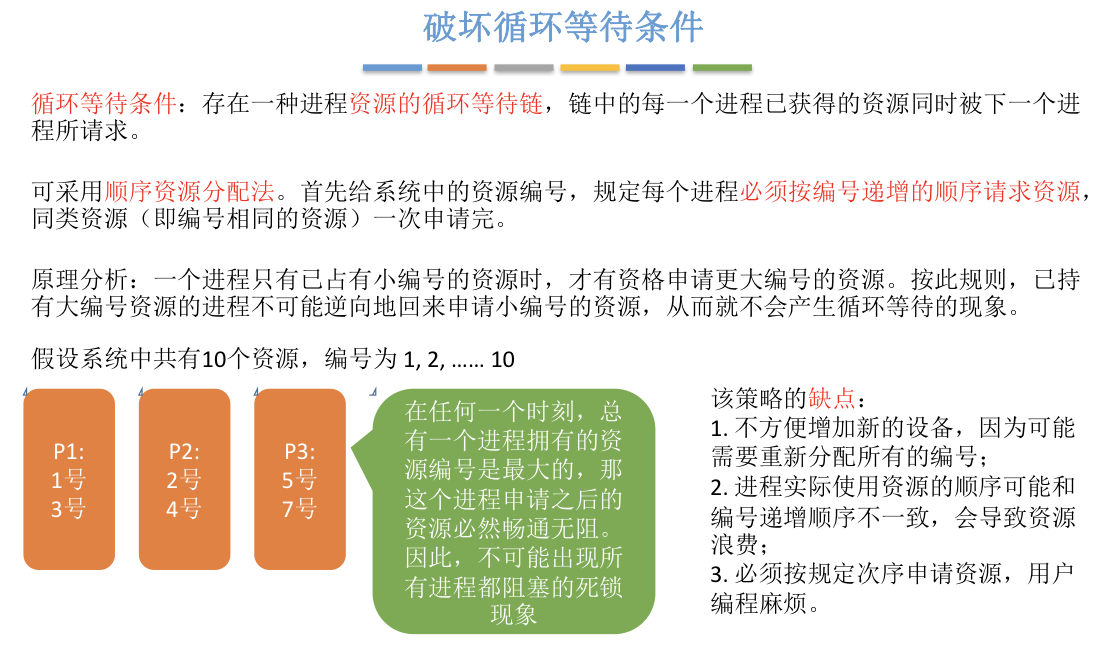 破坏循环等待条件
循环等待条件：存在一种进程资源的循环等待链，链中的每一个进程已获得的资源同时被下一个进
程所请求。
可采用顺序资源分配法。首先给系统中的资源编号，规定每个进程必须按编号递增的顺序请求资源，
同类资源（即编号相同的资源）一次申请完。
原理分析：一个进程只有已占有小编号的资源时，才有资格申请更大编号的资源。按此规则，已持
有大编号资源的进程不可能逆向地回来申请小编号的资源，从而就不会产生循环等待的现象。
假设系统中共有10个资源，编号为 1, 2, …… 10
P1:
1号
3号
P2:
2号
4号
P3:
5号
7号
在任何一个时刻，总
有一个进程拥有的资
源编号是最大的，那
这个进程申请之后的
资源必然畅通无阻。
因此，不可能出现所
有进程都阻塞的死锁
现象
该策略的缺点：
1. 不方便增加新的设备，因为可能
需要重新分配所有的编号；
2. 进程实际使用资源的顺序可能和
编号递增顺序不一致，会导致资源
浪费；
3. 必须按规定次序申请资源，用户
编程麻烦。